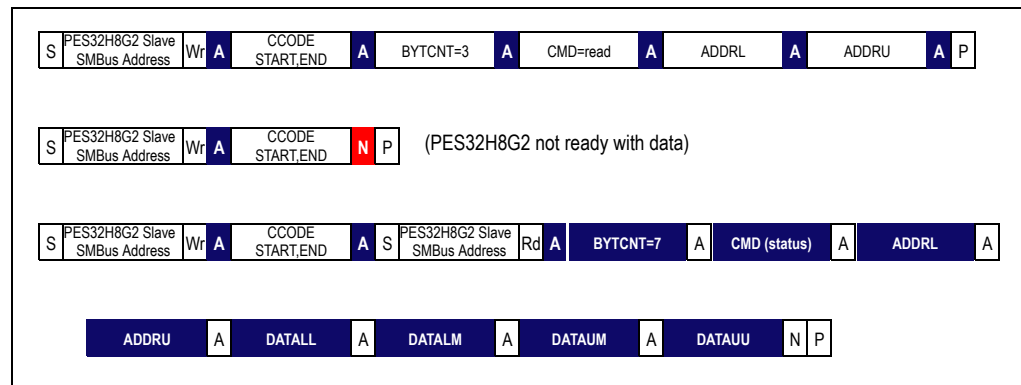 S PES32H8G2 Slave SMBus Address Wr A CCODE START,END A BYTCNT=3 A CMD=read A ADDRL A ADDRU A P
S PES32H8G2 Slave SMBus Address Wr A CCODE START,END N P (PES32H8G2 not ready with data)
S PES32H8G2 Slave SMBus Address Wr A CCODE START,END A S PES32H8G2 Slave SMBus Address Rd A BYTCNT=7 A CMD (status) A ADDRL A
ADDRU A DATALL A DATALM A DATAUM A DATAUU N P